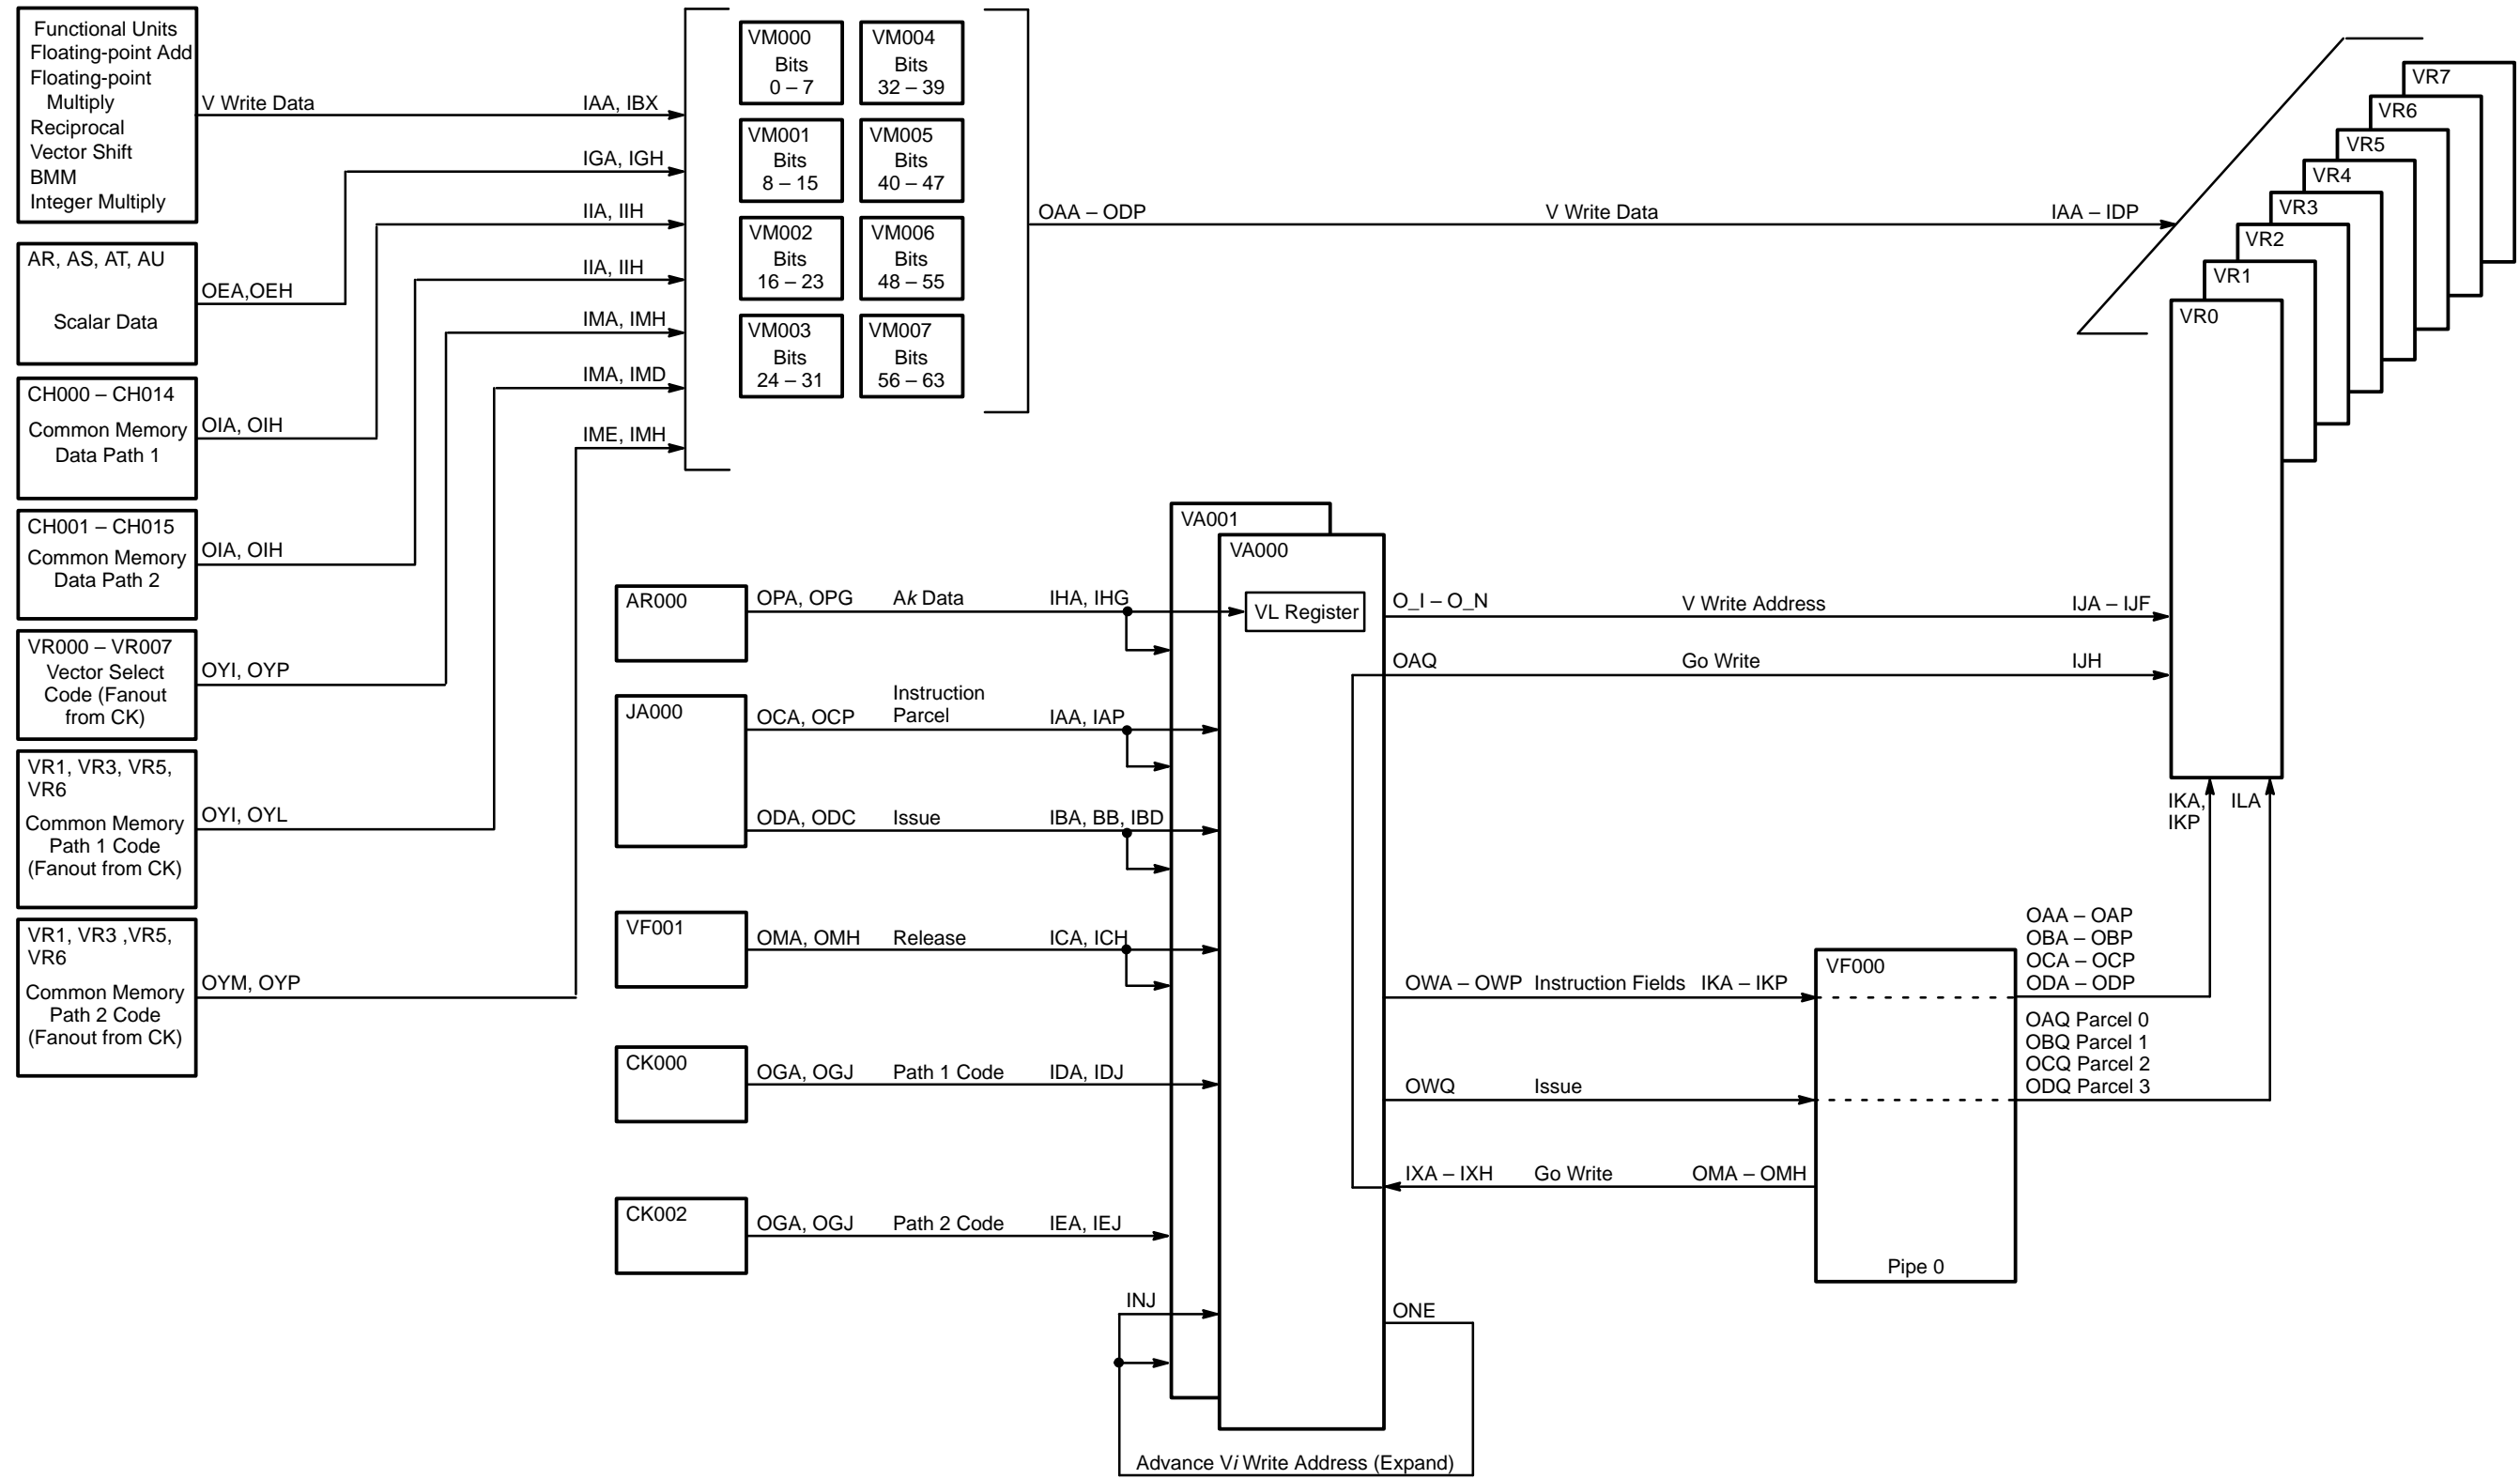 Functional Units
Floating-point Add
Floating-point
Multiply
Reciprocal
Vector Shift
BMM
Integer Multiply
V Write Data
IAA, IBX
AR, AS, AT, AU
Scalar Data
OEA,OEH
IGA, IGH
CH000 – CH014
Common Memory
Data Path 1
OIA, OIH
IIA, IIH
CH001 – CH015
Common Memory
Data Path 2
OIA, OIH
IIA, IIH
VR000 – VR007
Vector Select
Code (Fanout
from CK)
OYI, OYP
IMA, IMH
VR1, VR3, VR5,
VR6
Common Memory
Path 1 Code
(Fanout from CK)
OYI, OYL
IMA, IMD
VR1, VR3 ,VR5,
VR6
Common Memory
Path 2 Code
(Fanout from CK)
OYM, OYP
IME, IMH
VM000
Bits
0 – 7
VM004
Bits
32 – 39
VM001
Bits
8 – 15
VM005
Bits
40 – 47
VM002
Bits
16 – 23
VM006
Bits
48 – 55
VM003
Bits
24 – 31
VM007
Bits
56 – 63
OAA – ODP
V Write Data
IAA – IDP
VR7
VR6
VR5
VR4
VR3
VR2
VR1
VR0
VA001
VA000
VL Register
AR000
OPA, OPG
Ak Data
IHA, IHG
JA000
OCA, OCP
Instruction
Parcel
IAA, IAP
ODA, ODC
Issue
IBA, BB, IBD
VF001
OMA, OMH
Release
ICA, ICH
CK000
OGA, OGJ
Path 1 Code
IDA, IDJ
CK002
OGA, OGJ
Path 2 Code
IEA, IEJ
INJ
ONE
Advance Vi Write Address (Expand)
O_I – O_N
V Write Address
IJA – IJF
OAQ
Go Write
IJH
IKA,
IKP
ILA
OWA – OWP
Instruction Fields
IKA – IKP
OWQ
Issue
IXA – IXH
Go Write
OMA – OMH
VF000
Pipe 0
OAA – OAP
OBA – OBP
OCA – OCP
ODA – ODP
OAQ Parcel 0
OBQ Parcel 1
OCQ Parcel 2
ODQ Parcel 3